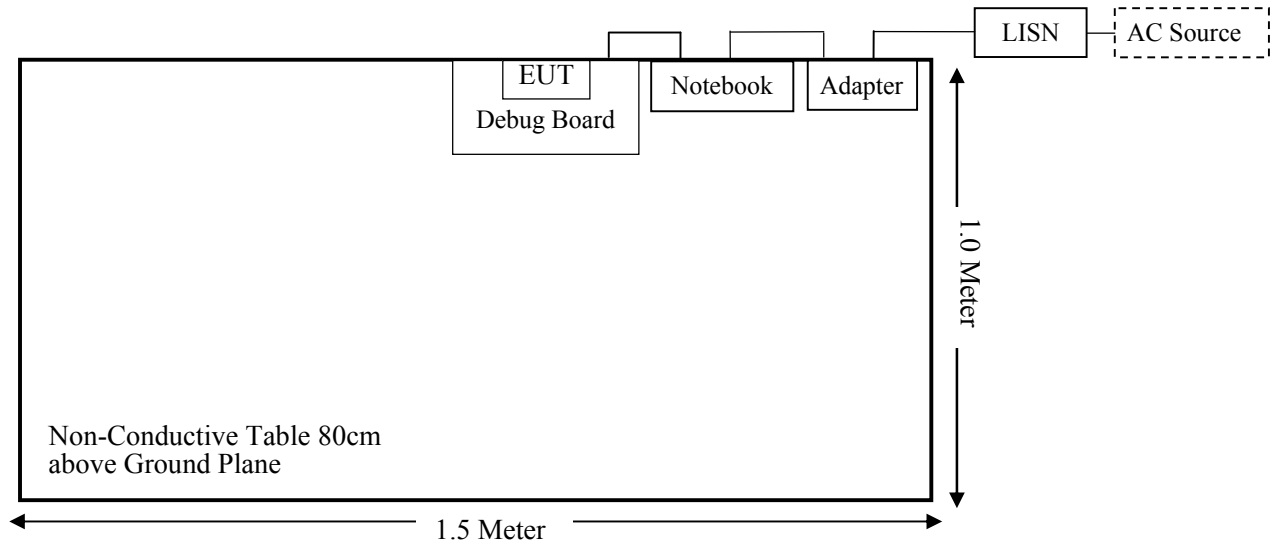 LISN
AC Source
EUT
Debug Board
Notebook
Adapter
1.0 Meter
Non-Conductive Table 80cm
above Ground Plane
1.5 Meter